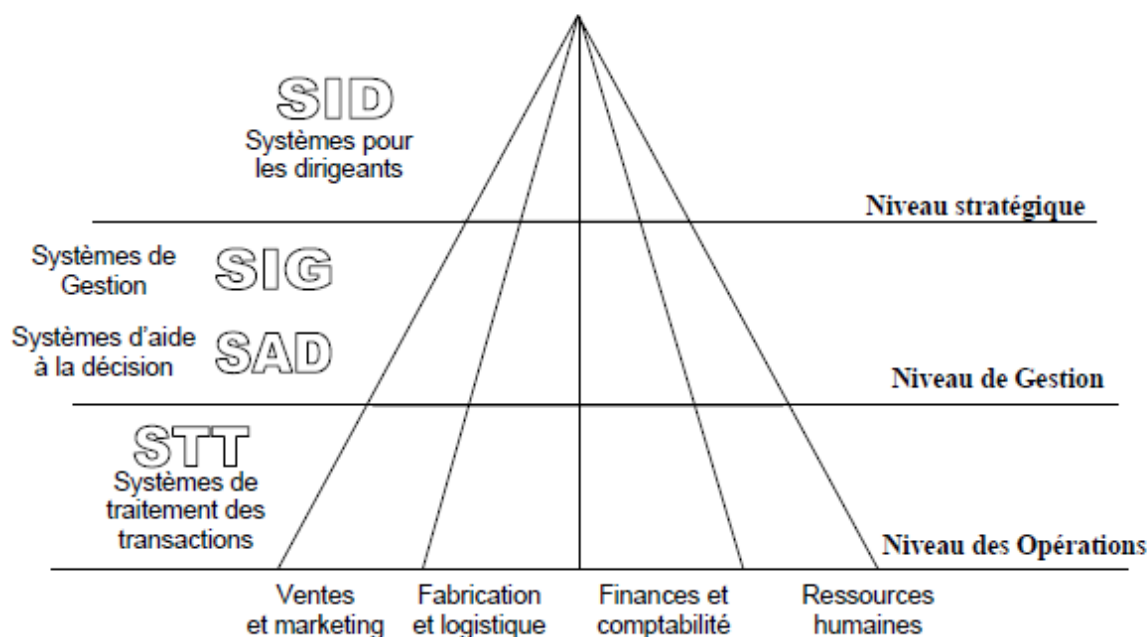 SID
Systèmes pour
les dirigeants
Niveau stratégique
Systèmes de
Gestion
SIG
Systèmes d'aide
à la décision
SAD
Niveau de Gestion
STT
Systèmes de
traitement des
transactions
Niveau des Opérations
Ventes
et marketing
Fabrication
et logistique
Finances et
comptabilité
Ressources
humaines